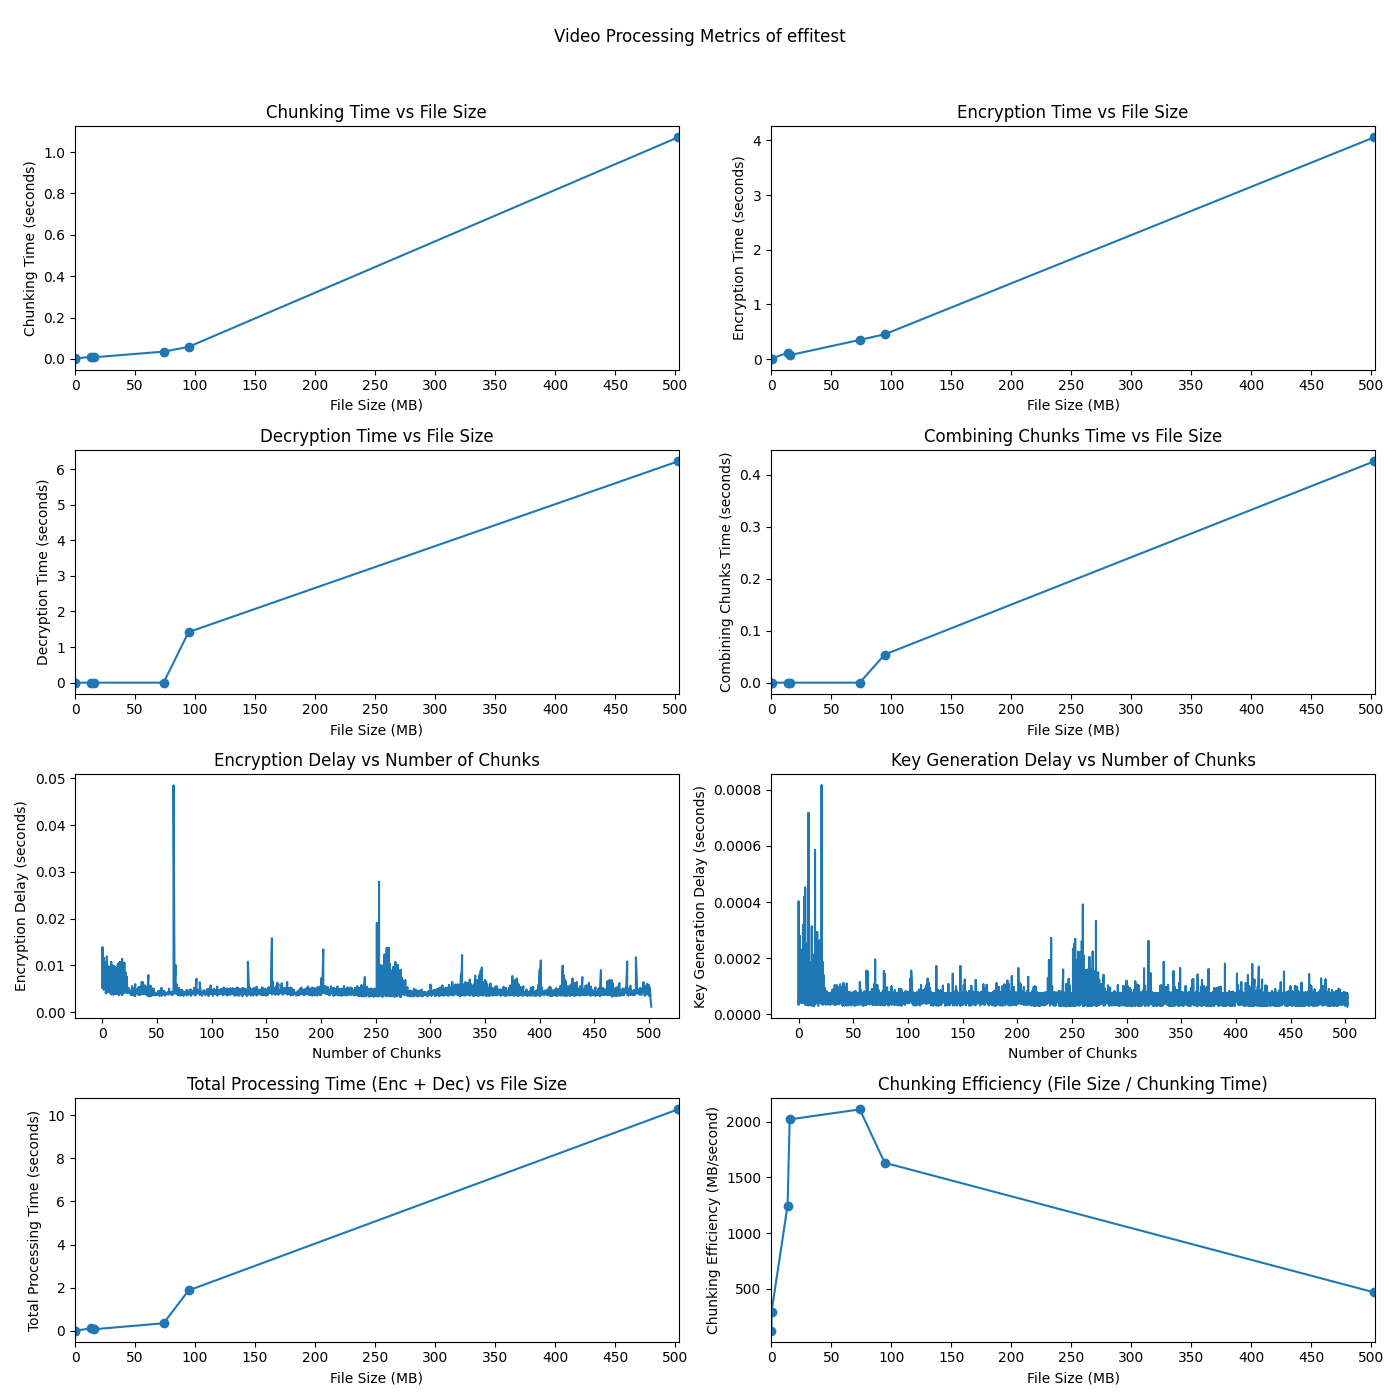 Video Processing Metrics of effitest
Chunking Time vs File Size
Chunking Time (seconds)
1.0
0.8
0.6
0.4
0.2
0.0
0 50 100 150 200 250 300 350 400 450 500
File Size (MB)
Encryption Time vs File Size
Encryption Time (seconds)
4
3
2
1
0
0 50 100 150 200 250 300 350 400 450 500
File Size (MB)
Decryption Time vs File Size
Decryption Time (seconds)
6
5
4
3
2
1
0
0 50 100 150 200 250 300 350 400 450 500
File Size (MB)
Combining Chunks Time vs File Size
Combining Chunks Time (seconds)
0.4
0.3
0.2
0.1
0.0
0 50 100 150 200 250 300 350 400 450 500
File Size (MB)
Encryption Delay vs Number of Chunks
Encryption Delay (seconds)
0.05
0.04
0.03
0.02
0.01
0.00
0 50 100 150 200 250 300 350 400 450 500
Number of Chunks
Key Generation Delay vs Number of Chunks
Key Generation Delay (seconds)
0.0008
0.0006
0.0004
0.0002
0.0000
0 50 100 150 200 250 300 350 400 450 500
Number of Chunks
Total Processing Time (Enc + Dec) vs File Size
Total Processing Time (seconds)
10
8
6
4
2
0
0 50 100 150 200 250 300 350 400 450 500
File Size (MB)
Chunking Efficiency (File Size / Chunking Time)
Chunking Efficiency (MB/second)
2000
1500
1000
500
0 50 100 150 200 250 300 350 400 450 500
File Size (MB)